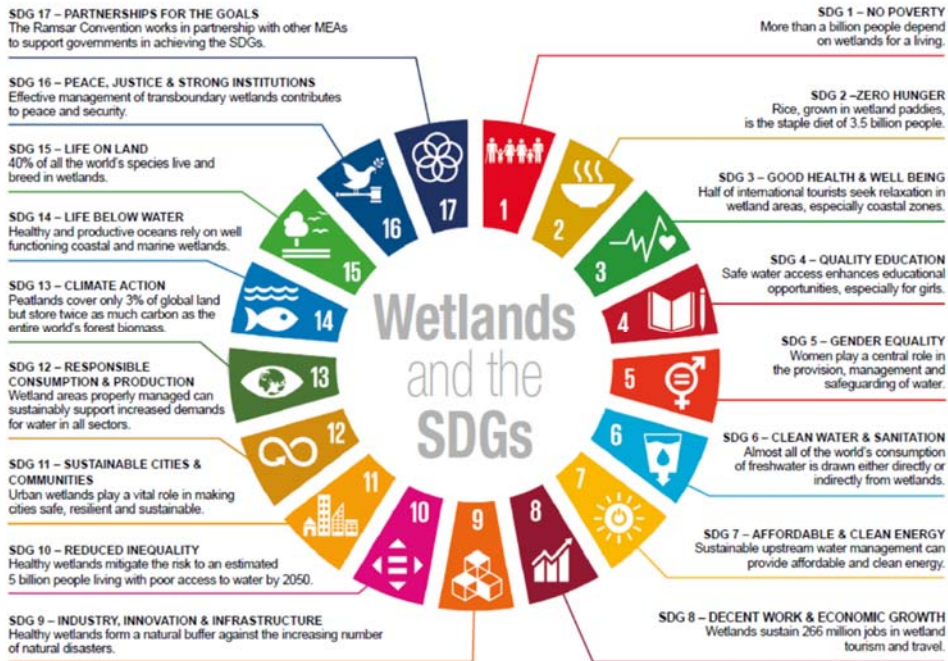 SDG 17 – PARTNERSHIPS FOR THE GOALS
The Ramsar Convention works in partnership with other MEAs
to support governments in achieving the SDGs.
SDG 16 – PEACE, JUSTICE & STRONG INSTITUTIONS
Effective management of transboundary wetlands contributes
to peace and security.
SDG 15 – LIFE ON LAND
40% of all the world's species live and
breed in wetlands.
SDG 14 – LIFE BELOW WATER
Healthy and productive oceans rely on well
functioning coastal and marine wetlands.
SDG 13 – CLIMATE ACTION
Peatlands cover only 3% of global land
but store twice as much carbon as the
entire world's forest biomass.
SDG 12 – RESPONSIBLE
CONSUMPTION & PRODUCTION
Wetland areas properly managed can
sustainably support increased demands
for water in all sectors.
SDG 11 – SUSTAINABLE CITIES &
COMMUNITIES
Urban wetlands play a vital role in making
cities safe, resilient and sustainable.
SDG 10 – REDUCED INEQUALITY
Healthy wetlands mitigate the risk to an estimated
5 billion people living with poor access to water by 2050.
SDG 9 – INDUSTRY, INNOVATION & INFRASTRUCTURE
Healthy wetlands form a natural buffer against the increasing number
of natural disasters.
Wetlands
and the
SDGs
1
2
3
4
5
6
7
8
9
10
11
12
13
14
15
16
17
SDG 1 – NO POVERTY
More than a billion people depend
on wetlands for a living.
SDG 2 –ZERO HUNGER
Rice, grown in wetland paddies,
is the staple diet of 3.5 billion people.
SDG 3 – GOOD HEALTH & WELL BEING
Half of international tourists seek relaxation in
wetland areas, especially coastal zones.
SDG 4 – QUALITY EDUCATION
Safe water access enhances educational
opportunities, especially for girls.
SDG 5 – GENDER EQUALITY
Women play a central role in
the provision, management and
safeguarding of water.
SDG 6 – CLEAN WATER & SANITATION
Almost all of the world's consumption
of freshwater is drawn either directly or
indirectly from wetlands.
SDG 7 – AFFORDABLE & CLEAN ENERGY
Sustainable upstream water management can
provide affordable and clean energy.
SDG 8 – DECENT WORK & ECONOMIC GROWTH
Wetlands sustain 266 million jobs in wetland
tourism and travel.